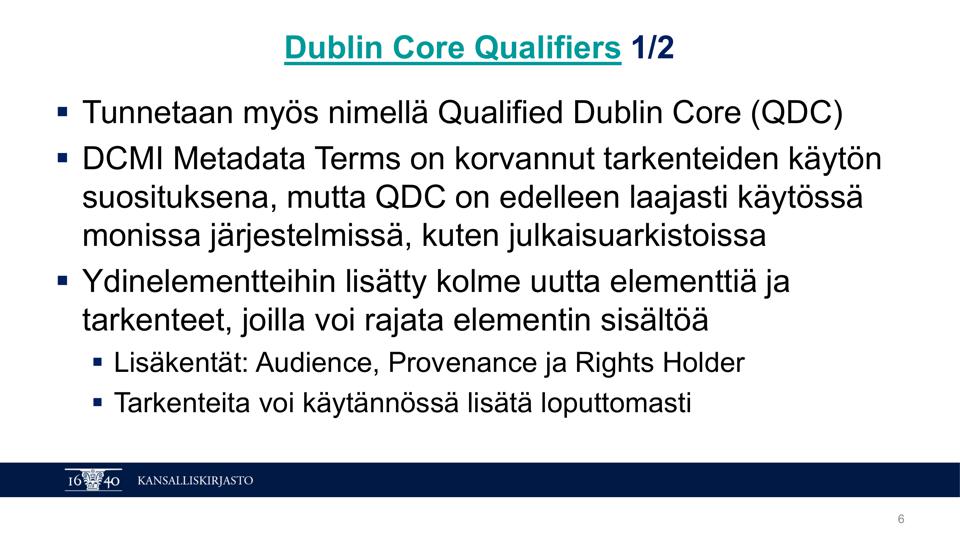 Dublin Core Qualifiers 1/2
▪ Tunnetaan myös nimellä Qualified Dublin Core (QDC)
▪ DCMI Metadata Terms on korvannut tarkenteiden käytön
suosituksena, mutta QDC on edelleen laajasti käytössä
monissa järjestelmissä, kuten julkaisuarkistoissa
▪ Ydinelementteihin lisätty kolme uutta elementtiä ja
tarkenteet, joilla voi rajata elementin sisältöä
▪ Lisäkentät: Audience, Provenance ja Rights Holder
▪ Tarkenteita voi käytännössä lisätä loputtomasti
16 40 KANSALLISKIRJASTO
6